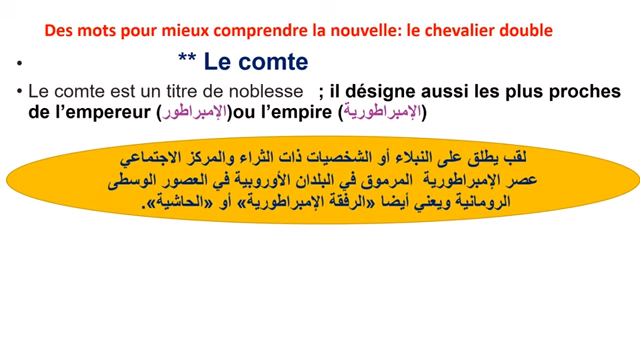 Des mots pour mieux comprendre la nouvelle: le chevalier double
• ** Le comte
• Le comte est un titre de noblesse ; il désigne aussi les plus proches
de l’empereur (الإمبراطور)ou l’empire (الإمبراطورية)
لقب يطلق على النبلاء أو الشخصيات ذات الثراء والمركز الاجتماعي
المرموق في البلدان الأوروبية في العصور الوسطى عصر الإمبراطورية
الرومانية ويعني أيضا «الرفقة الإمبراطورية» أو «الحاشية».